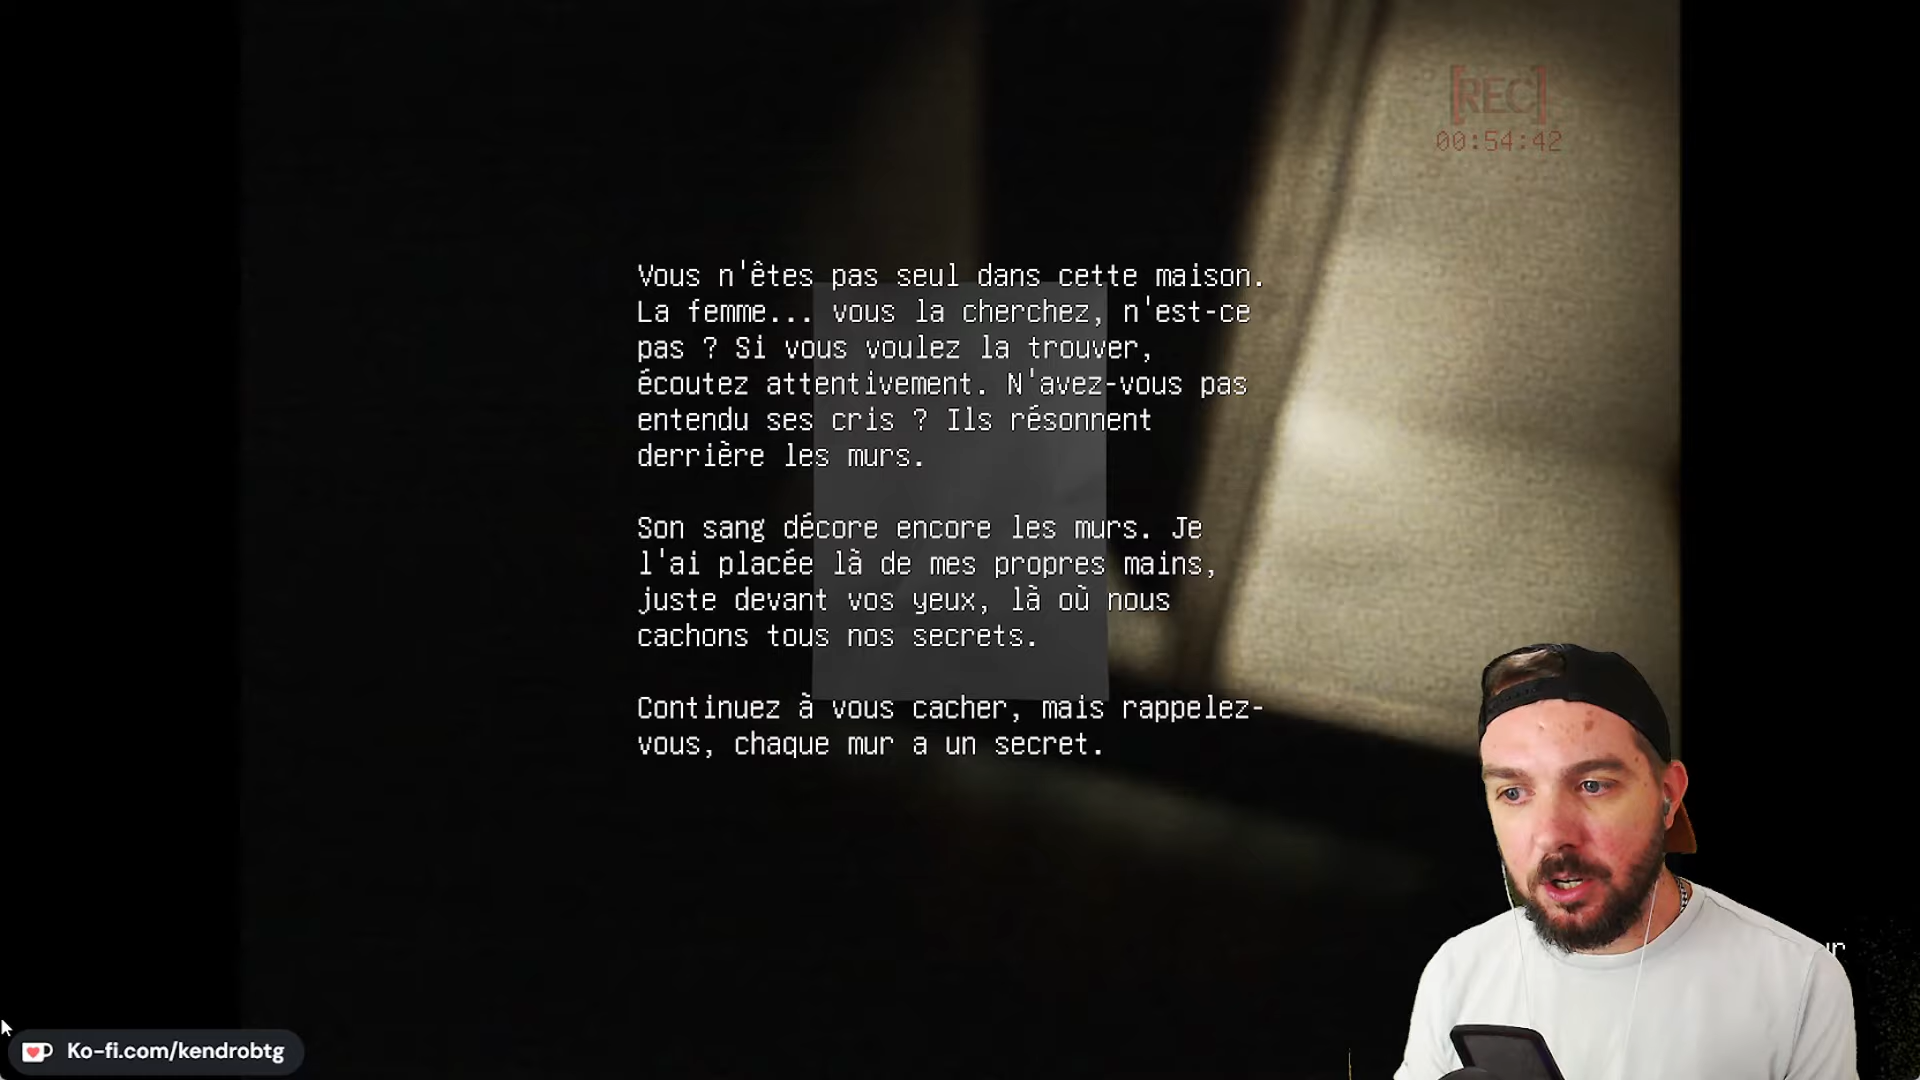 [REC]
00:54:42
Vous n'êtes pas seul dans cette maison.
La femme... vous la cherchez, n'est-ce
pas ? Si vous voulez la trouver,
écoutez attentivement. N'avez-vous pas
entendu ses cris ? Ils résonnent
derrière les murs.
Son sang décore encore les murs. Je
l'ai placée là de mes propres mains,
juste devant vos yeux, là où nous
cachons tous nos secrets.
Continuez à vous cacher, mais rappelez-
vous, chaque mur a un secret.
Ko-fi.com/kendrobtg